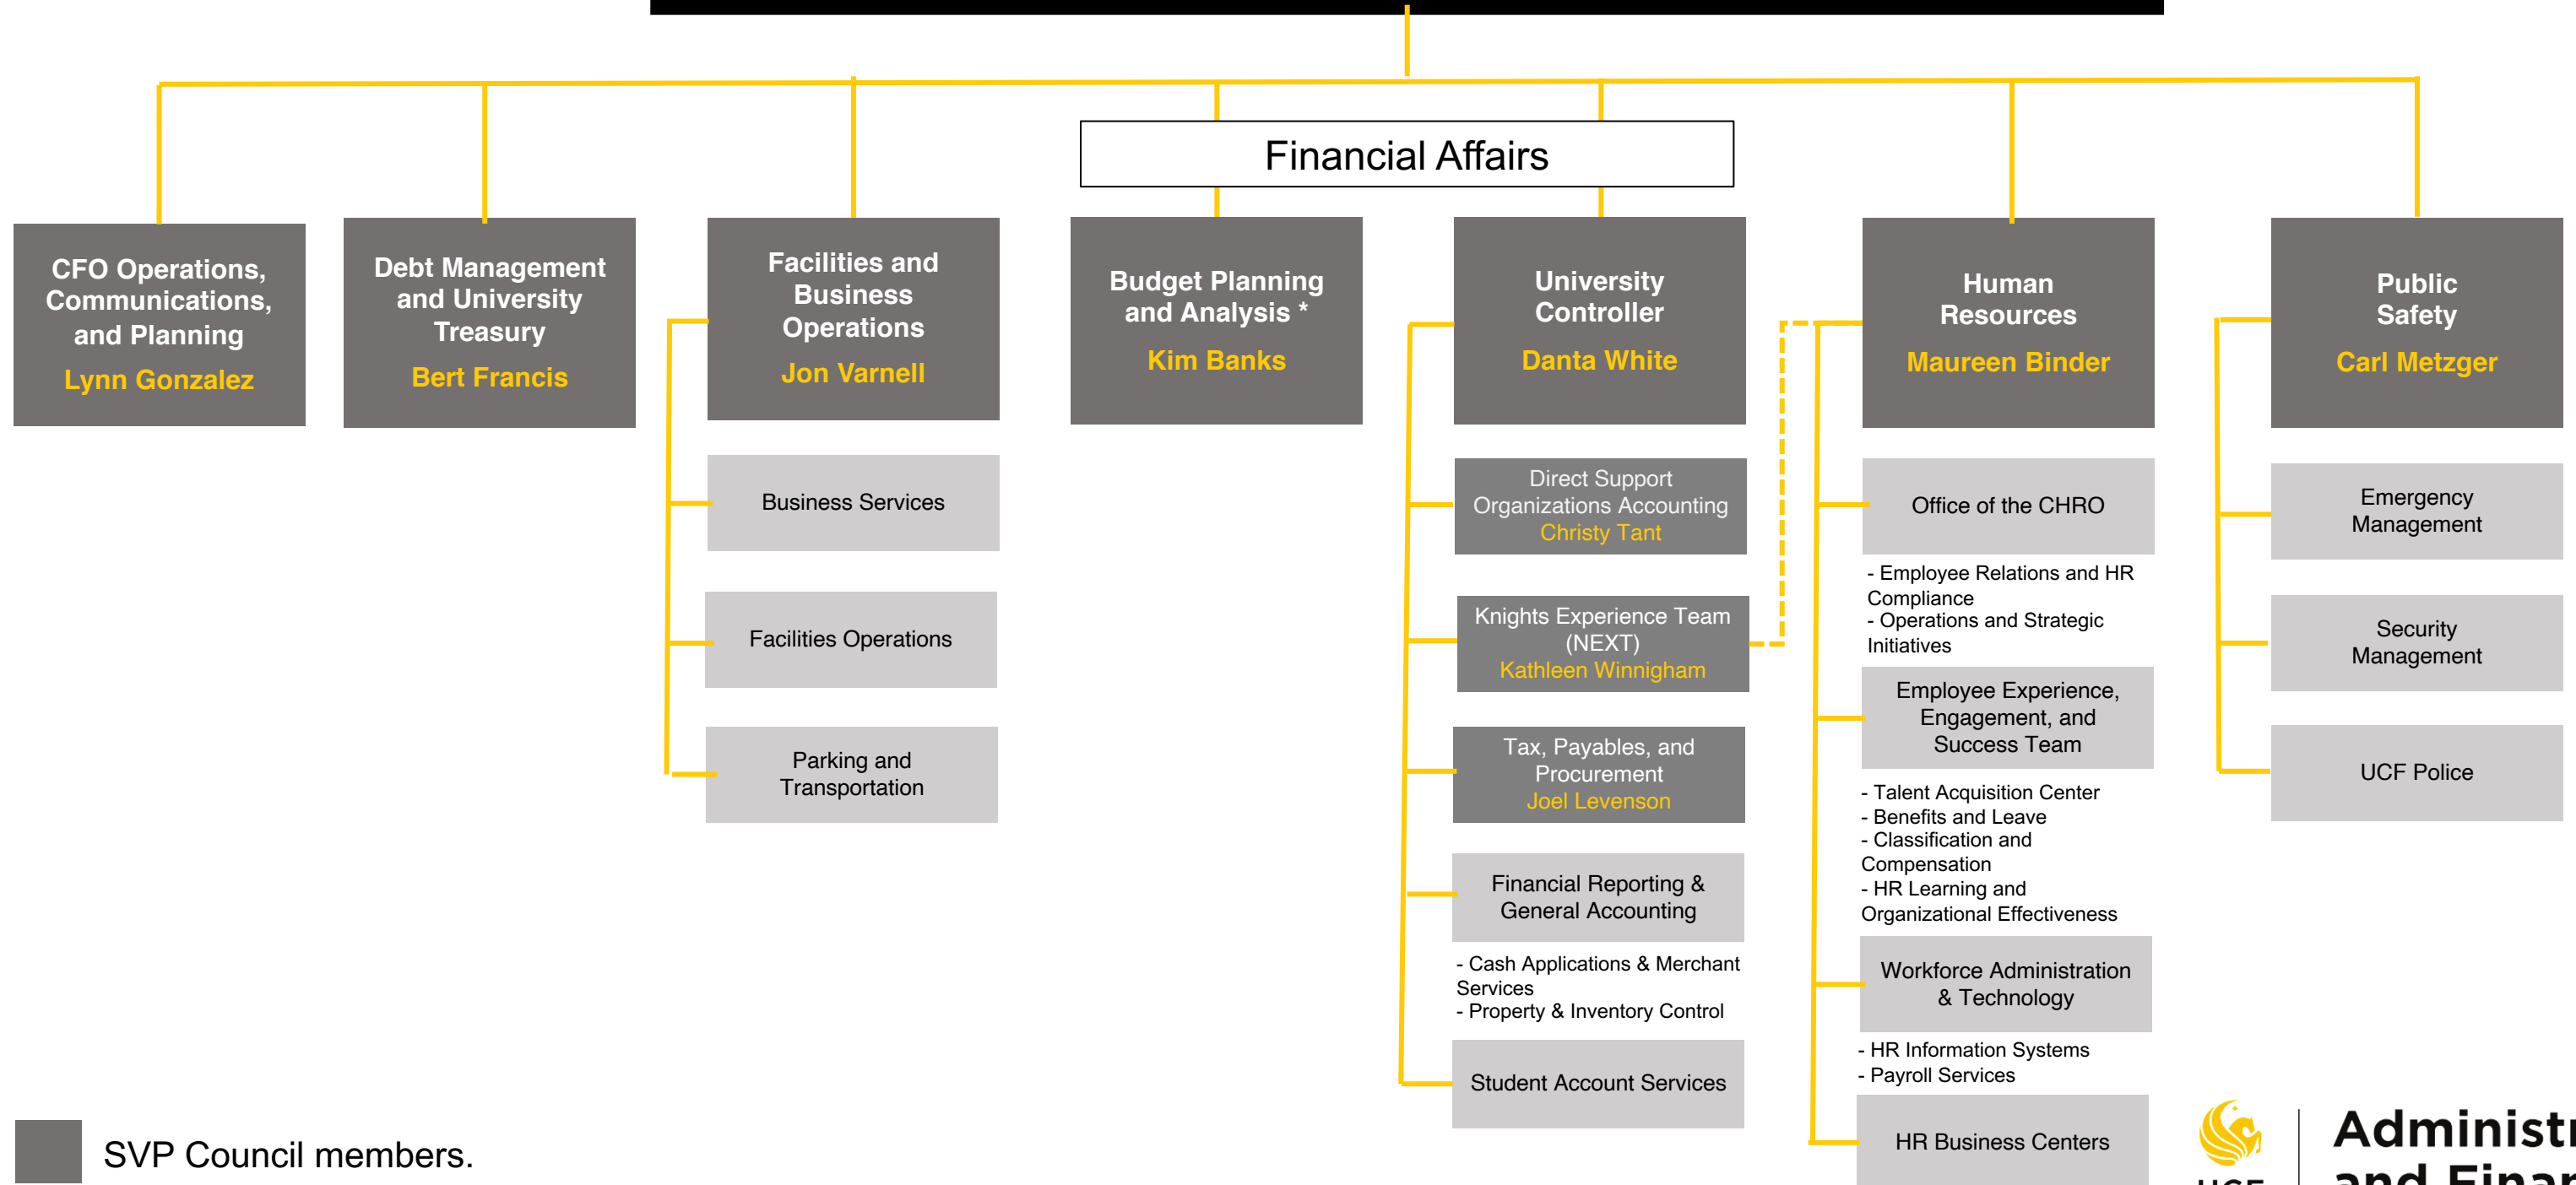 Financial Affairs
CFO Operations,
Communications,
and Planning
Lynn Gonzalez
Debt Management
and University
Treasury
Bert Francis
Facilities and
Business
Operations
Jon Varnell
Business Services
Facilities Operations
Parking and
Transportation
Budget Planning
and Analysis *
Kim Banks
University
Controller
Danta White
Direct Support
Organizations Accounting
Christy Tant
Knights Experience Team
(NEXT)
Kathleen Winnigham
Tax, Payables, and
Procurement
Joel Levenson
Financial Reporting &
General Accounting
- Cash Applications & Merchant
Services
- Property & Inventory Control
Student Account Services
Human
Resources
Maureen Binder
Office of the CHRO
- Employee Relations and HR
Compliance
- Operations and Strategic
Initiatives
Employee Experience,
Engagement, and
Success Team
- Talent Acquisition Center
- Benefits and Leave
- Classification and
Compensation
- HR Learning and
Organizational Effectiveness
Workforce Administration
& Technology
- HR Information Systems
- Payroll Services
HR Business Centers
Public
Safety
Carl Metzger
Emergency
Management
Security
Management
UCF Police
SVP Council members.
UCF
Administr
and Finan